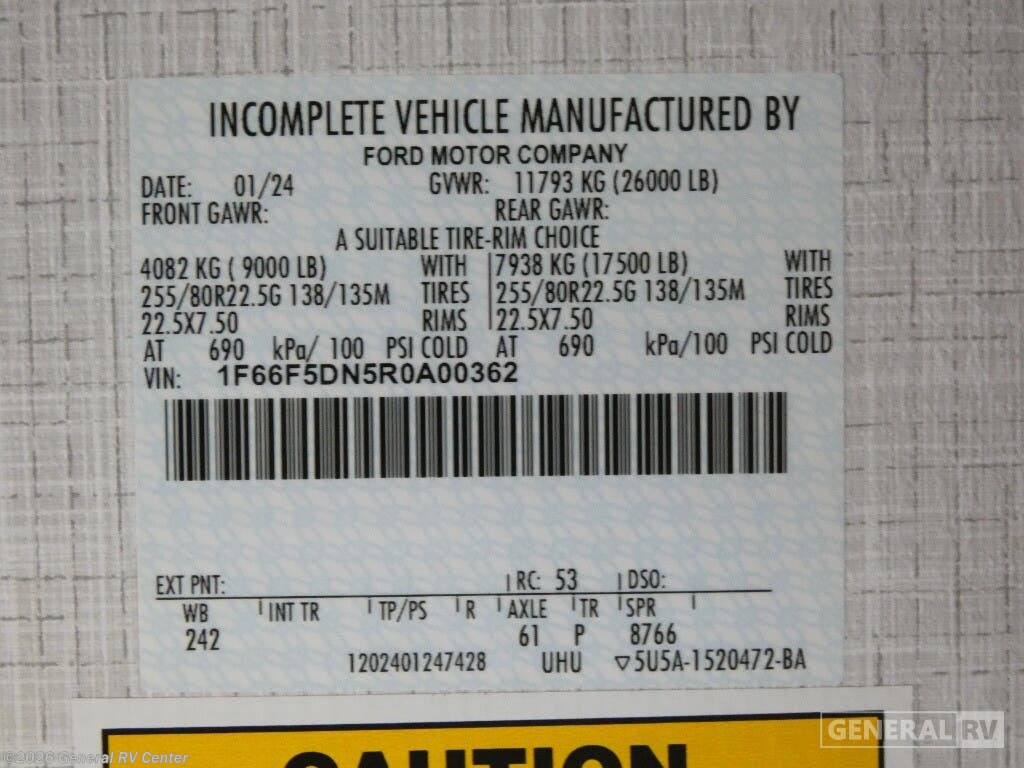 INCOMPLETE VEHICLE MANUFACTURED BY
FORD MOTOR COMPANY
DATE: 01/24 GVWR: 11793 KG (26000 LB)
FRONT GAWR: REAR GAWR:
A SUITABLE TIRE-RIM CHOICE
4082 KG ( 9000 LB) WITH 7938 KG (17500 LB) WITH
255/80R22.5G 138/135M TIRES 255/80R22.5G 138/135M TIRES
22.5X7.50 RIMS 22.5X7.50 RIMS
AT 690 kPa/ 100 PSI COLD AT 690 kPa/100 PSI COLD
VIN: 1F66F5DN5R0A00362
EXT PNT: RC: 53 DSO:
WB INT TR TP/PS R AXLE TR SPR
242 61 P 8766
1202401247428 UHU ▽5U5A-1520472-BA
CAUTION
GENERAL RV
©2026 General RV Center